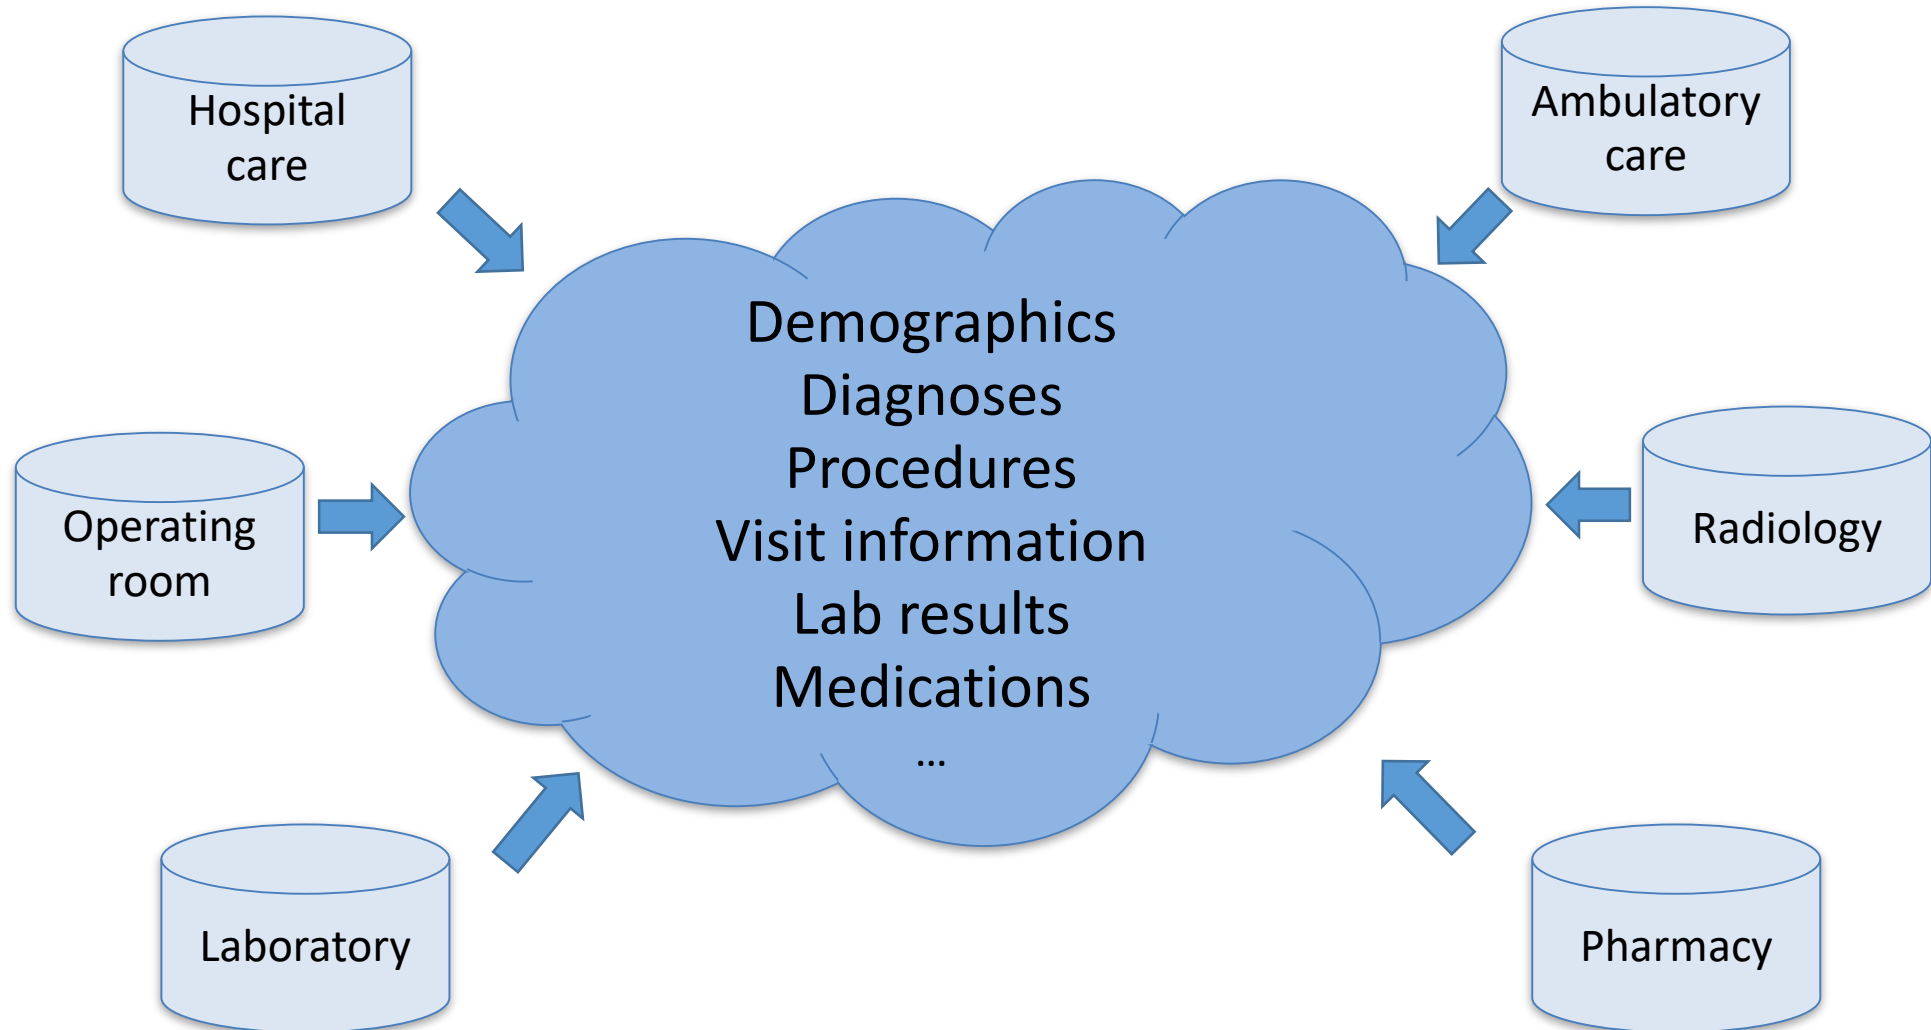 Hospital
care
Ambulatory
care
Demographics
Diagnoses
Procedures
Visit information
Lab results
Medications
...
Operating
room
Radiology
Laboratory
Pharmacy